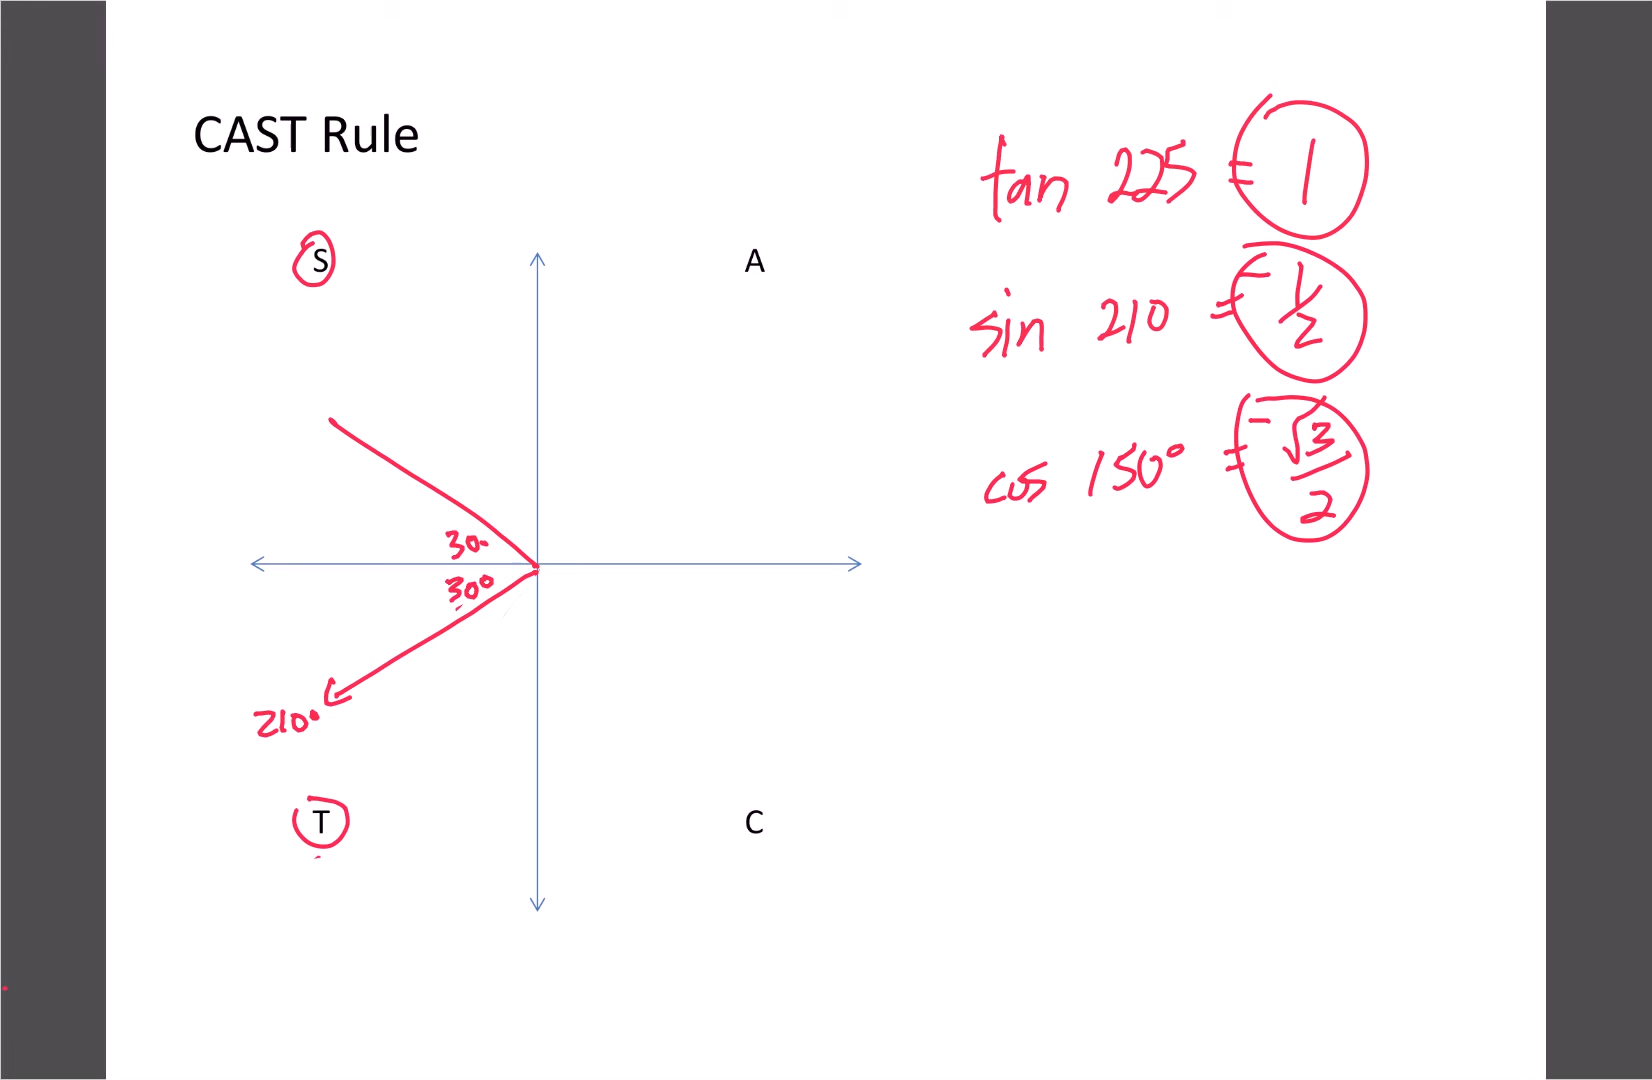 CAST Rule
tan 225 = 1
S
A
sin 210 = -1/2
cos 150° = -√3/2
30°
30°
210°
T
C